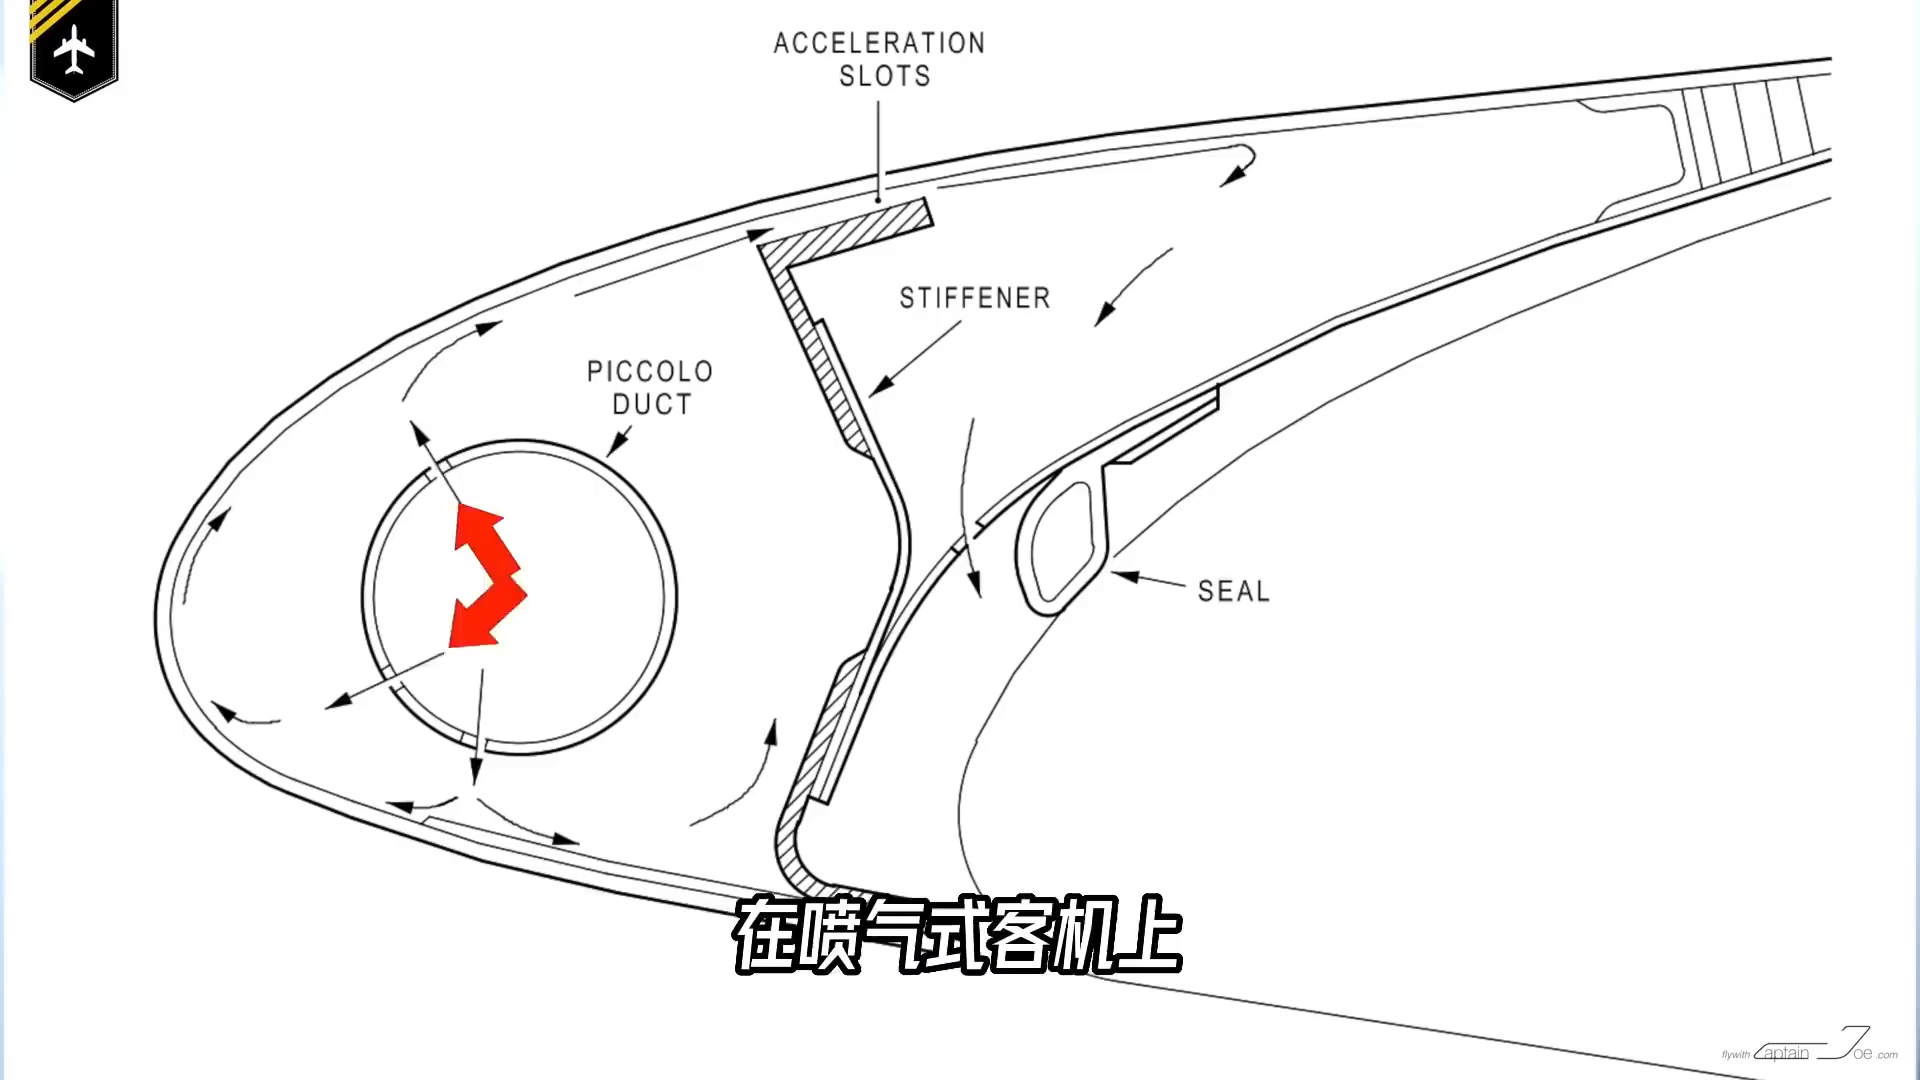 ACCELERATION
SLOTS
STIFFENER
PICCOLO
DUCT
SEAL
在喷气式客机上
flywith Captain Joe.com